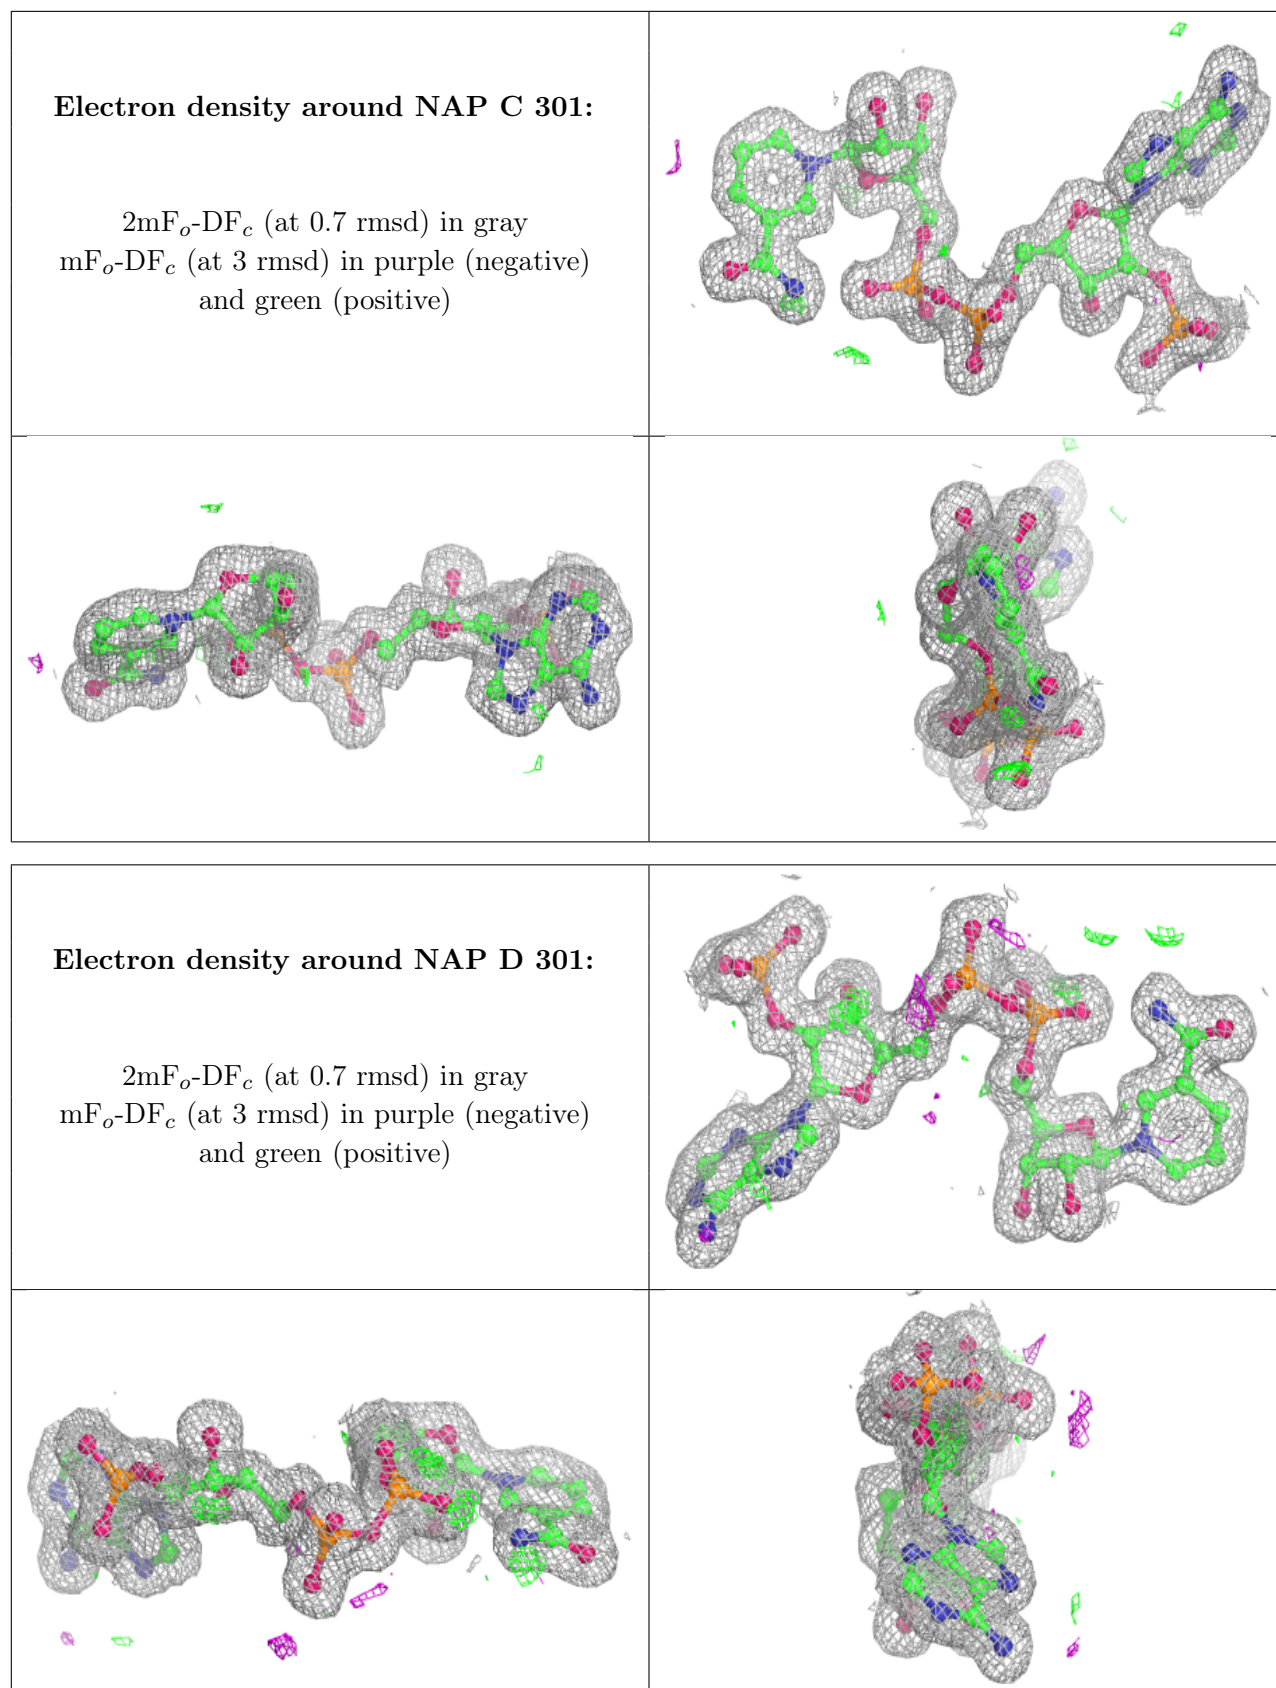 Electron density around NAP C 301:
2mFo-DFc (at 0.7 rmsd) in gray
mFo-DFc (at 3 rmsd) in purple (negative)
and green (positive)
Electron density around NAP D 301:
2mFo-DFc (at 0.7 rmsd) in gray
mFo-DFc (at 3 rmsd) in purple (negative)
and green (positive)